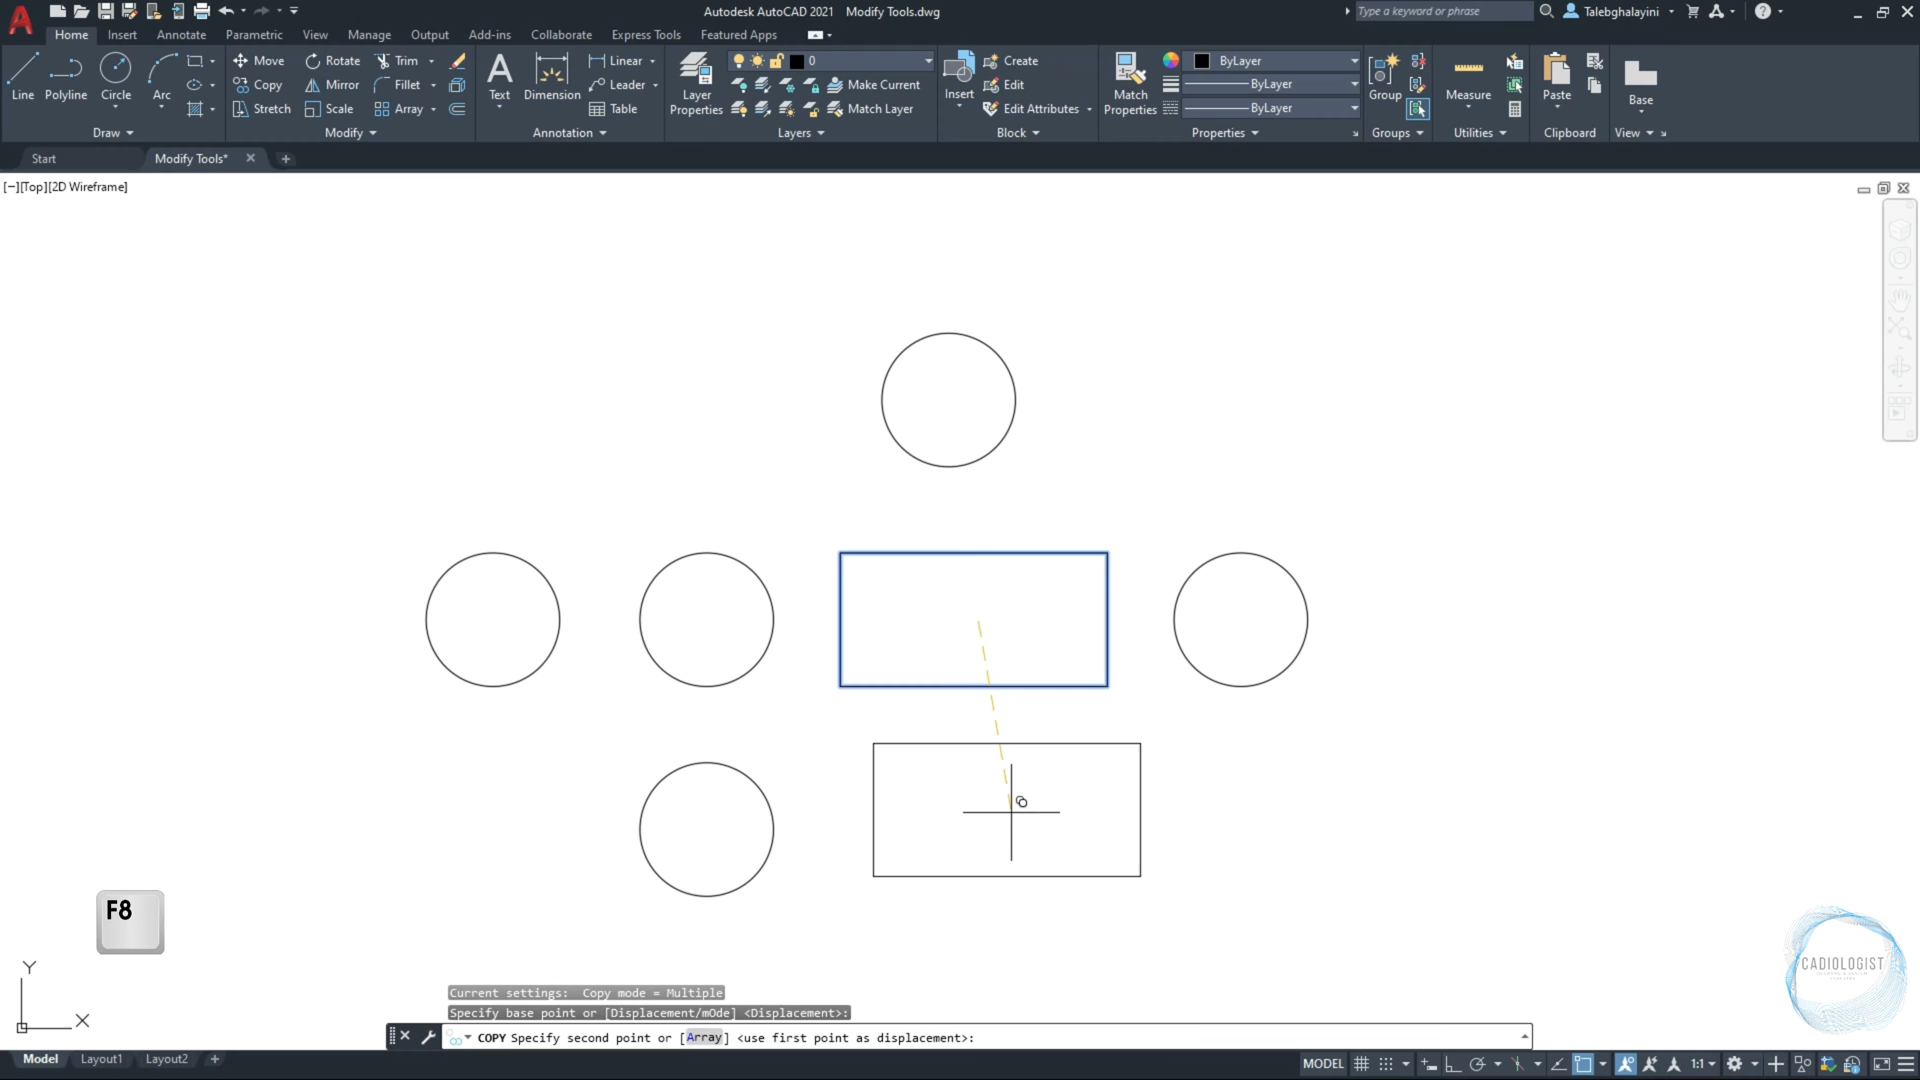 Autodesk AutoCAD 2021 Modify Tools.dwg
Type a keyword or phrase
Talebghalayini
Home Insert Annotate Parametric View Manage Output Add-ins Collaborate Express Tools Featured Apps
Line Polyline Circle Arc
Move Rotate Trim
Copy Mirror Fillet
Stretch Scale Array
Text Dimension
Linear
Leader
Table
Layer Properties
0
Make Current
Match Layer
Insert
Create
Edit
Edit Attributes
Match Properties
ByLayer
ByLayer
ByLayer
Group
Measure
Paste
Base
Draw Modify Annotation Layers Block Properties Groups Utilities Clipboard View
Start Modify Tools*
[−][Top][2D Wireframe]
F8
Y
X
CADIOLOGIST
Current settings: Copy mode = Multiple
Specify base point or [Displacement/mOde] <Displacement>:
COPY Specify second point or [Array] <use first point as displacement>:
Model Layout1 Layout2
MODEL 1:1